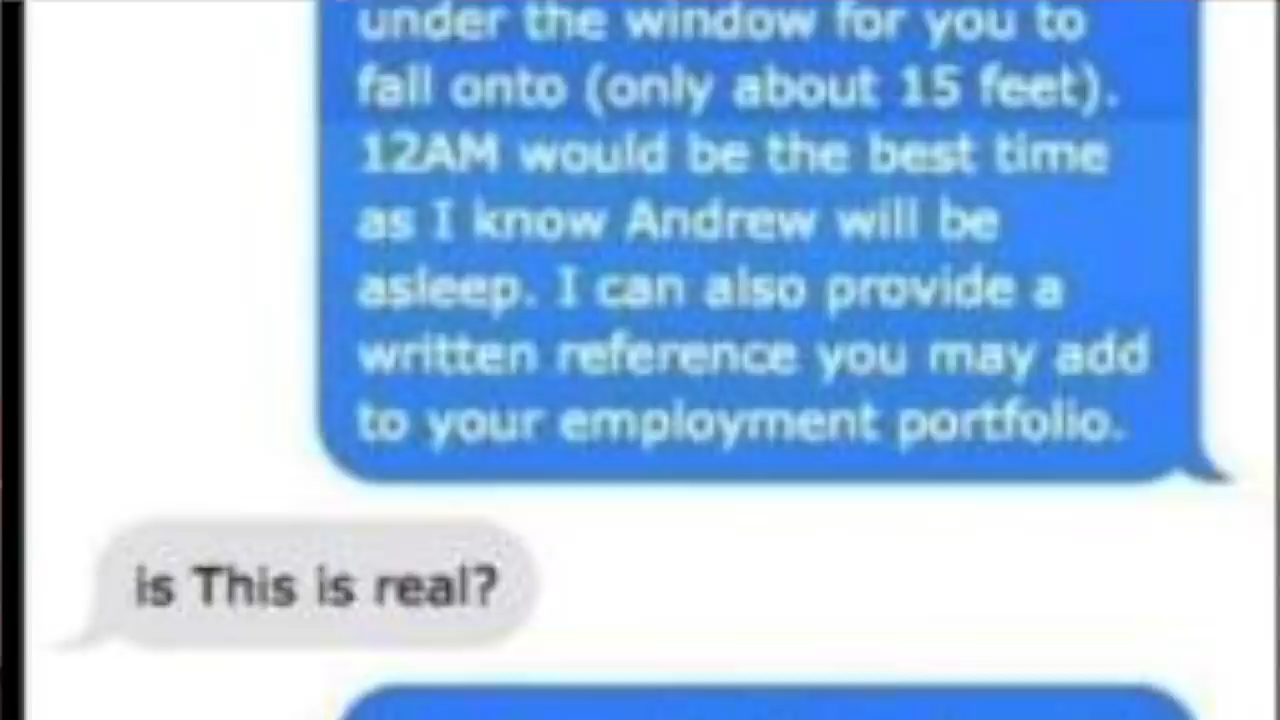 under the window for you to
fall onto (only about 15 feet).
12AM would be the best time
as I know Andrew will be
asleep. I can also provide a
written reference you may add
to your employment portfolio.
is This is real?